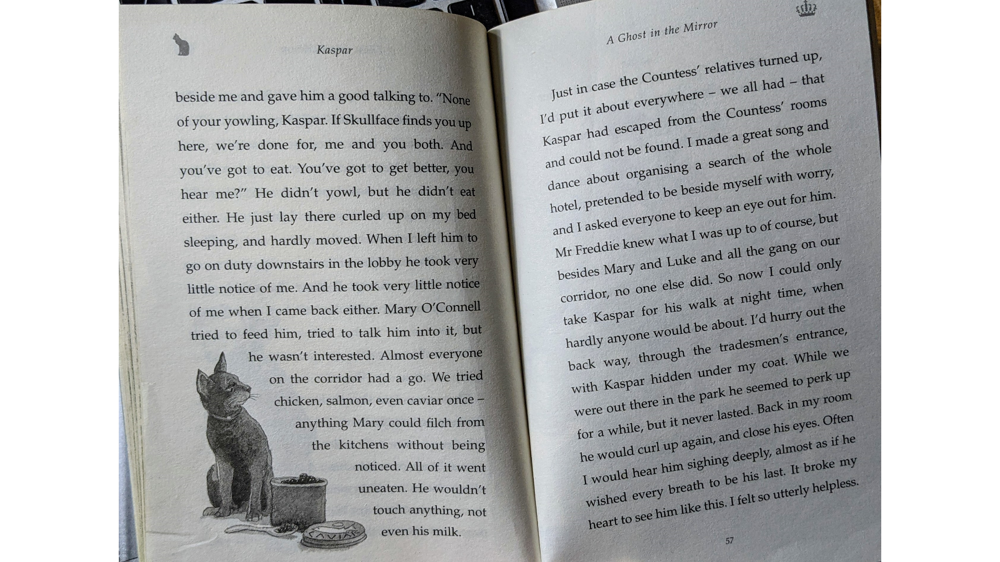 Kaspar
beside me and gave him a good talking to. “None
of your yowling, Kaspar. If Skullface finds you up
here, we’re done for, me and you both. And
you’ve got to eat. You’ve got to get better, you
hear me?” He didn’t yowl, but he didn’t eat
either. He just lay there curled up on my bed
sleeping, and hardly moved. When I left him to
go on duty downstairs in the lobby he took very
little notice of me. And he took very little notice
of me when I came back either. Mary O’Connell
tried to feed him, tried to talk him into it, but
he wasn’t interested. Almost everyone
on the corridor had a go. We tried
chicken, salmon, even caviar once –
anything Mary could filch from
the kitchens without being
noticed. All of it went
uneaten. He wouldn’t
touch anything, not
even his milk.
CAVIAR
A Ghost in the Mirror
Just in case the Countess’ relatives turned up,
I’d put it about everywhere – we all had – that
Kaspar had escaped from the Countess’ rooms
and could not be found. I made a great song and
dance about organising a search of the whole
hotel, pretended to be beside myself with worry,
and I asked everyone to keep an eye out for him.
Mr Freddie knew what I was up to of course, but
besides Mary and Luke and all the gang on our
corridor, no one else did. So now I could only
take Kaspar for his walk at night time, when
hardly anyone would be about. I’d hurry out the
back way, through the tradesmen’s entrance,
with Kaspar hidden under my coat. While we
were out there in the park he seemed to perk up
for a while, but it never lasted. Back in my room
he would curl up again, and close his eyes. Often
I would hear him sighing deeply, almost as if he
wished every breath to be his last. It broke my
heart to see him like this. I felt so utterly helpless.
57